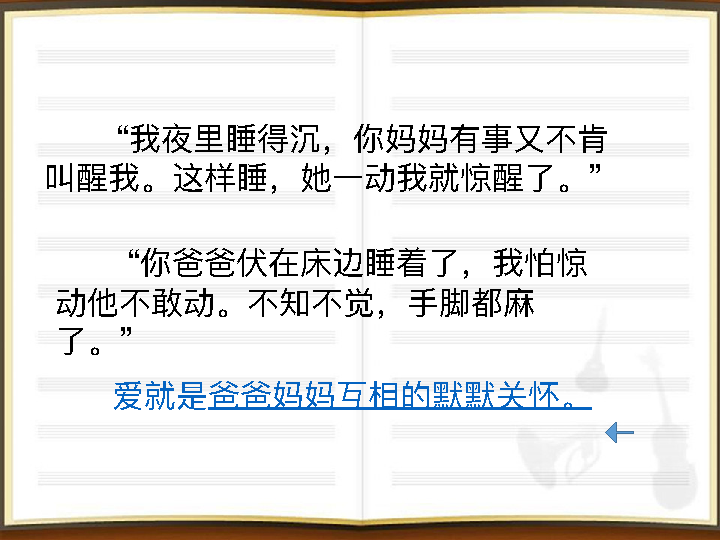 “我夜里睡得沉，你妈妈有事又不肯
叫醒我。这样睡，她一动我就惊醒了。”
“你爸爸伏在床边睡着了，我怕惊
动他不敢动。不知不觉，手脚都麻
了。”
爱就是爸爸妈妈互相的默默关怀。